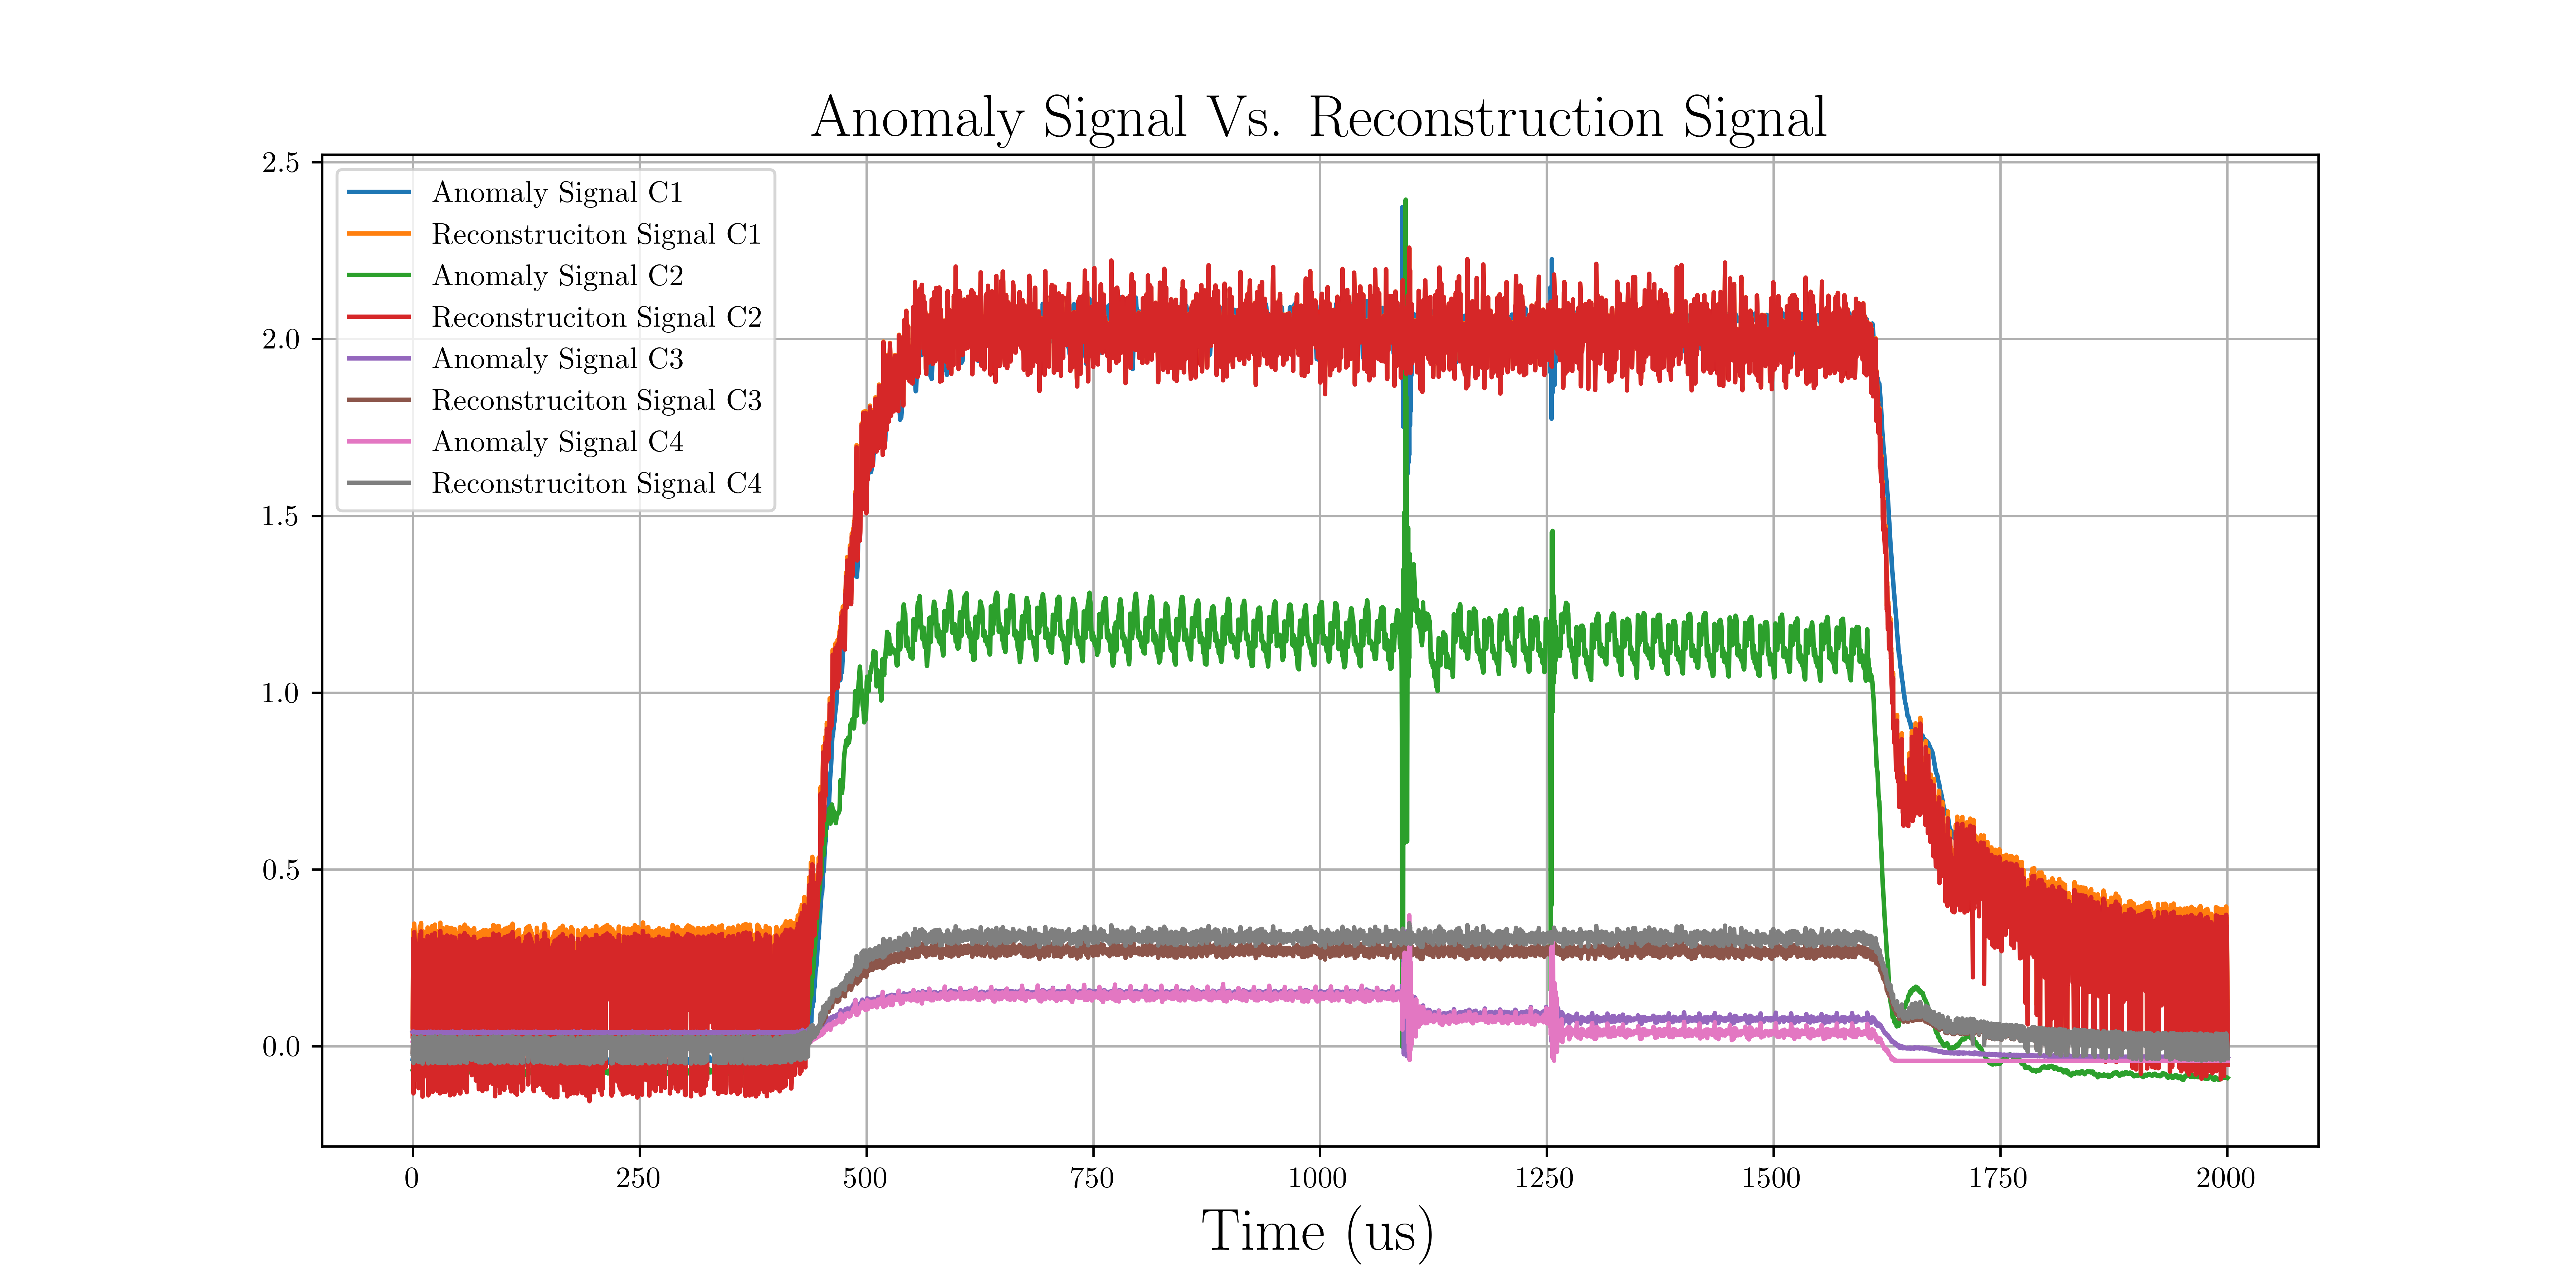 Anomaly Signal Vs. Reconstruction Signal
2.5
2.0
1.5
1.0
0.5
0.0
Anomaly Signal C1
Reconstruciton Signal C1
Anomaly Signal C2
Reconstruciton Signal C2
Anomaly Signal C3
Reconstruciton Signal C3
Anomaly Signal C4
Reconstruciton Signal C4
0 250 500 750 1000 1250 1500 1750 2000
Time (us)